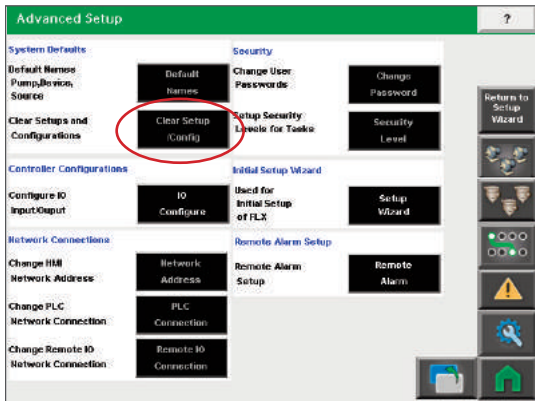 Advanced Setup
?
System Defaults
Default Names
Pump,Device,
Source
Default
Names
Clear Setups and
Configurations
Clear Setup
/Config
Security
Change User
Passwords
Change
Password
Setup Security
Levels for Tasks
Security
Level
Return to
Setup
Wizard
Controller Configurations
Configure IO
Input/Ouput
IO
Configure
Initial Setup Wizard
Used for
Initial Setup
of FLX
Setup
Wizard
Network Connections
Change HMI
Network Address
Network
Address
Change PLC
Network Connection
PLC
Connection
Change Remote IO
Network Connection
Remote IO
Connection
Remote Alarm Setup
Remote Alarm
Setup
Remote
Alarm